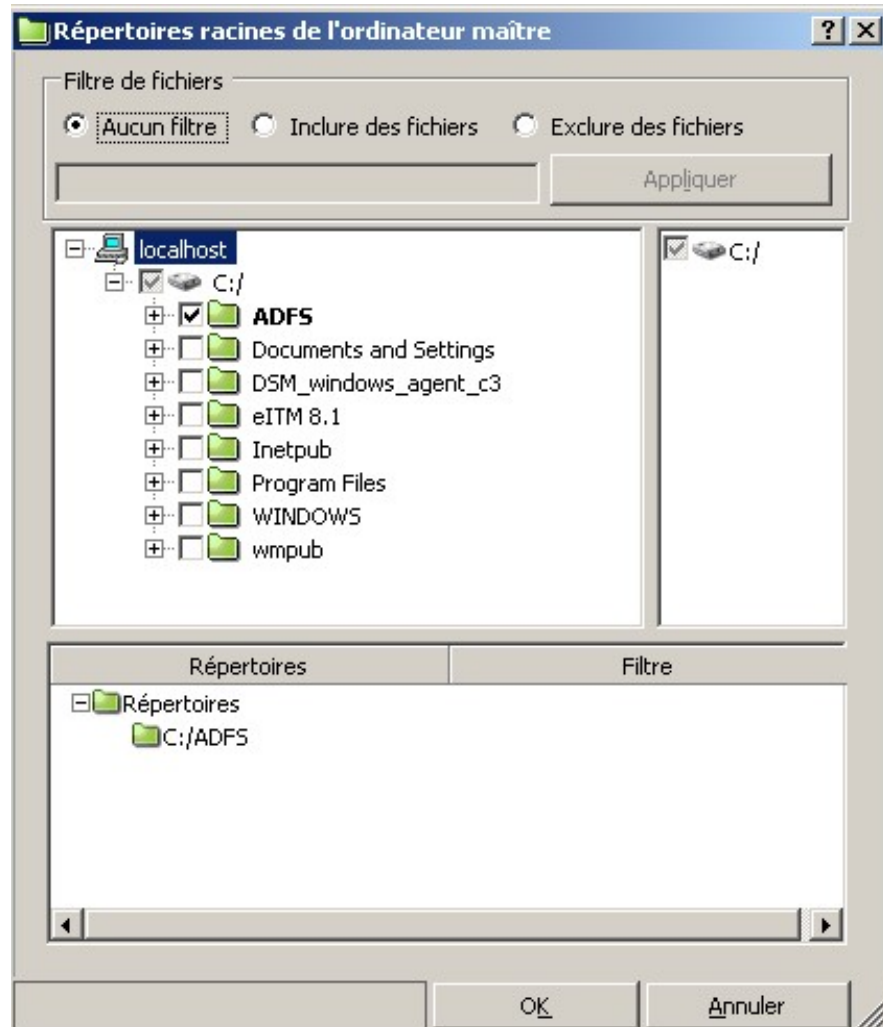 Répertoires racines de l'ordinateur maître
Filtre de fichiers
Aucun filtre Inclure des fichiers Exclure des fichiers
Appliquer
localhost
C:/
C:/
ADFS
Documents and Settings
DSM_windows_agent_c3
eITM 8.1
Inetpub
Program Files
WINDOWS
wmpub
Répertoires Filtre
Répertoires
C:/ADFS
OK Annuler